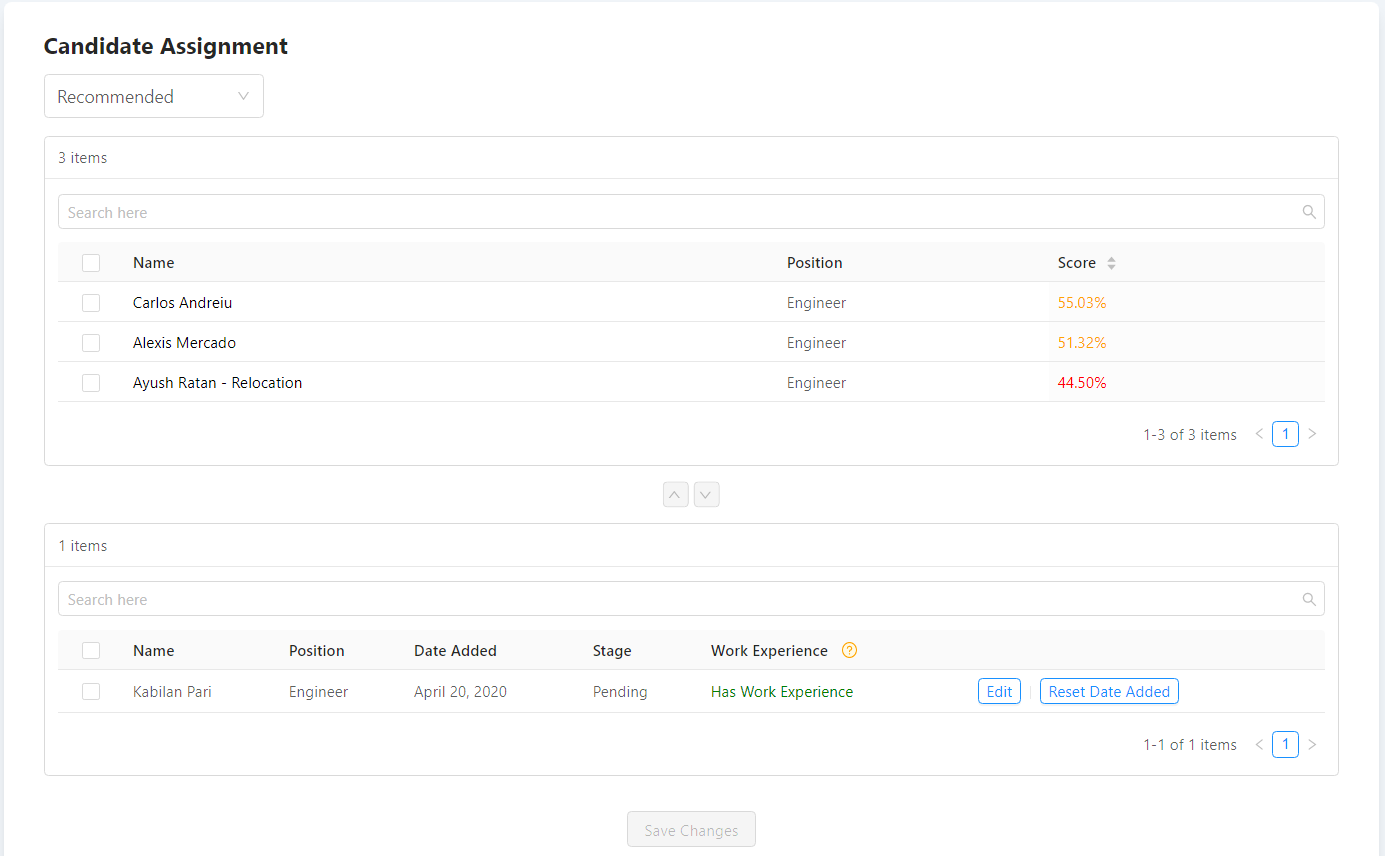 Candidate Assignment
Recommended
3 items
Search here
Name Position Score
Carlos Andreiu Engineer 55.03%
Alexis Mercado Engineer 51.32%
Ayush Ratan - Relocation Engineer 44.50%
1-3 of 3 items < 1 >
1 items
Search here
Name Position Date Added Stage Work Experience ?
Kabilan Pari Engineer April 20, 2020 Pending Has Work Experience Edit Reset Date Added
1-1 of 1 items < 1 >
Save Changes